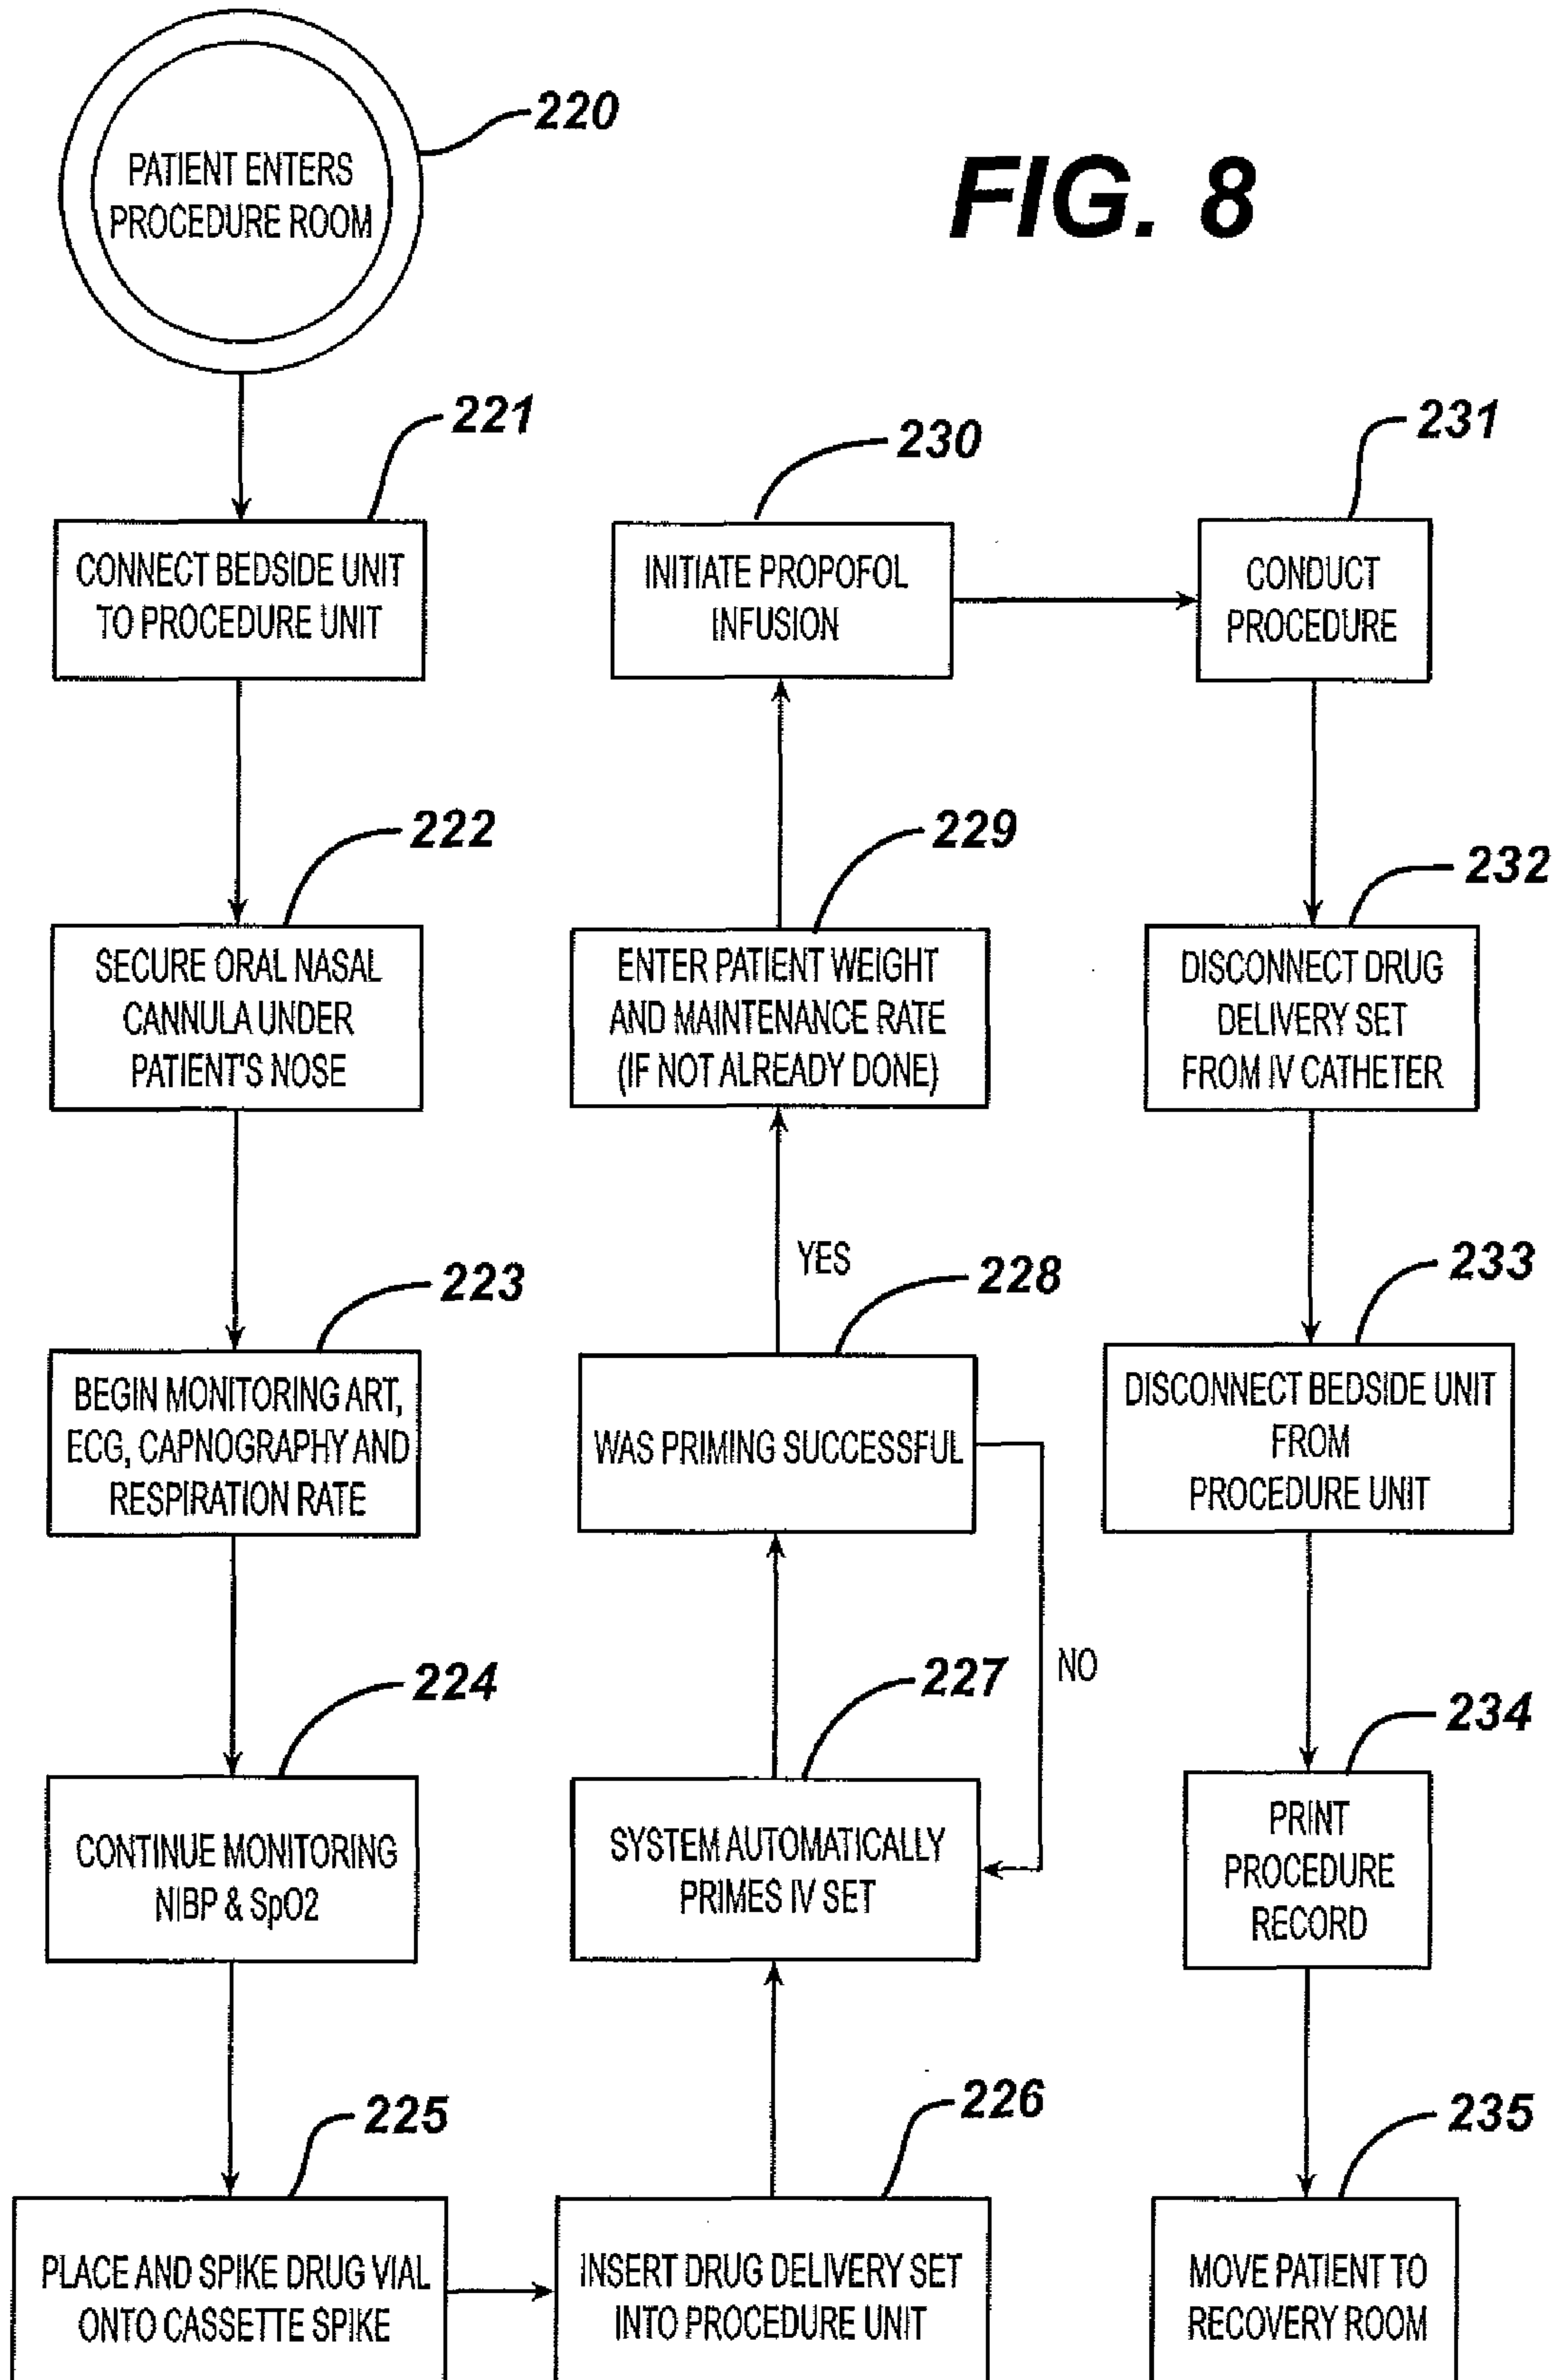 FIG. 8
220
PATIENT ENTERS
PROCEDURE ROOM
221
CONNECT BEDSIDE UNIT
TO PROCEDURE UNIT
222
SECURE ORAL NASAL
CANNULA UNDER
PATIENT'S NOSE
223
BEGIN MONITORING ART,
ECG, CAPNOGRAPHY AND
RESPIRATION RATE
224
CONTINUE MONITORING
NIBP & SpO2
225
PLACE AND SPIKE DRUG VIAL
ONTO CASSETTE SPIKE
226
INSERT DRUG DELIVERY SET
INTO PROCEDURE UNIT
227
SYSTEM AUTOMATICALLY
PRIMES IV SET
228
WAS PRIMING SUCCESSFUL
NO
YES
229
ENTER PATIENT WEIGHT
AND MAINTENANCE RATE
(IF NOT ALREADY DONE)
230
INITIATE PROPOFOL
INFUSION
231
CONDUCT
PROCEDURE
232
DISCONNECT DRUG
DELIVERY SET
FROM IV CATHETER
233
DISCONNECT BEDSIDE UNIT
FROM
PROCEDURE UNIT
234
PRINT
PROCEDURE
RECORD
235
MOVE PATIENT TO
RECOVERY ROOM